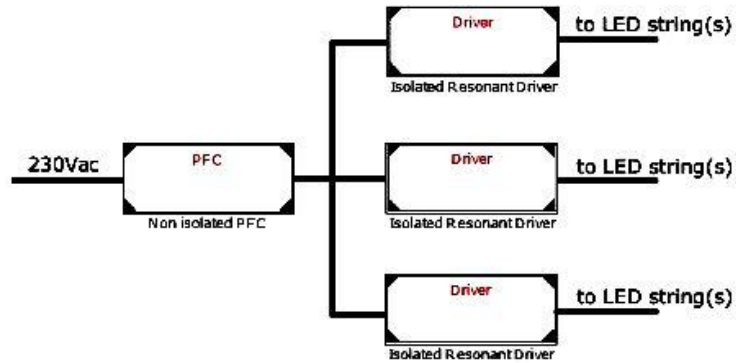 Driver
to LED string(s)
Isolated Resonant Driver
230Vac
PFC
Non isolated PFC
Driver
to LED string(s)
Isolated Resonant Driver
Driver
to LED string(s)
Isolated Resonant Driver